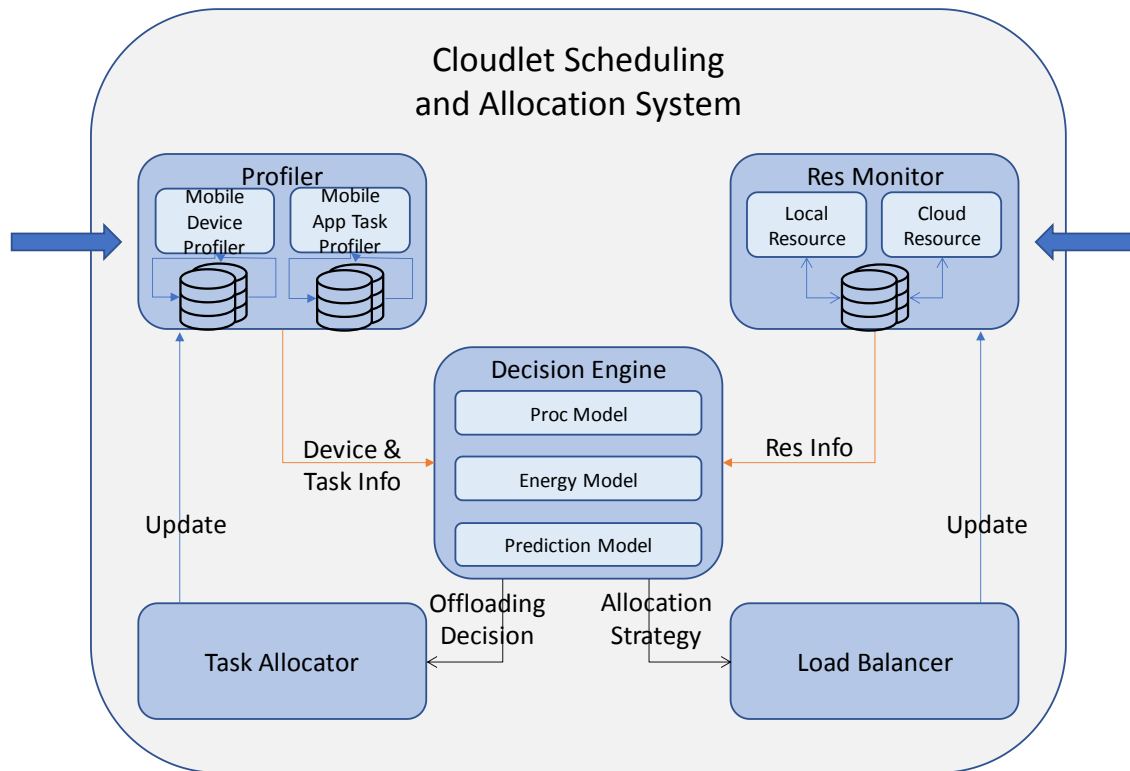 Cloudlet Scheduling
and Allocation System
Profiler
Mobile
Device
Profiler
Mobile
App Task
Profiler
Res Monitor
Local
Resource
Cloud
Resource
Decision Engine
Proc Model
Energy Model
Prediction Model
Device &
Task Info
Res Info
Update
Update
Offloading
Decision
Allocation
Strategy
Task Allocator
Load Balancer